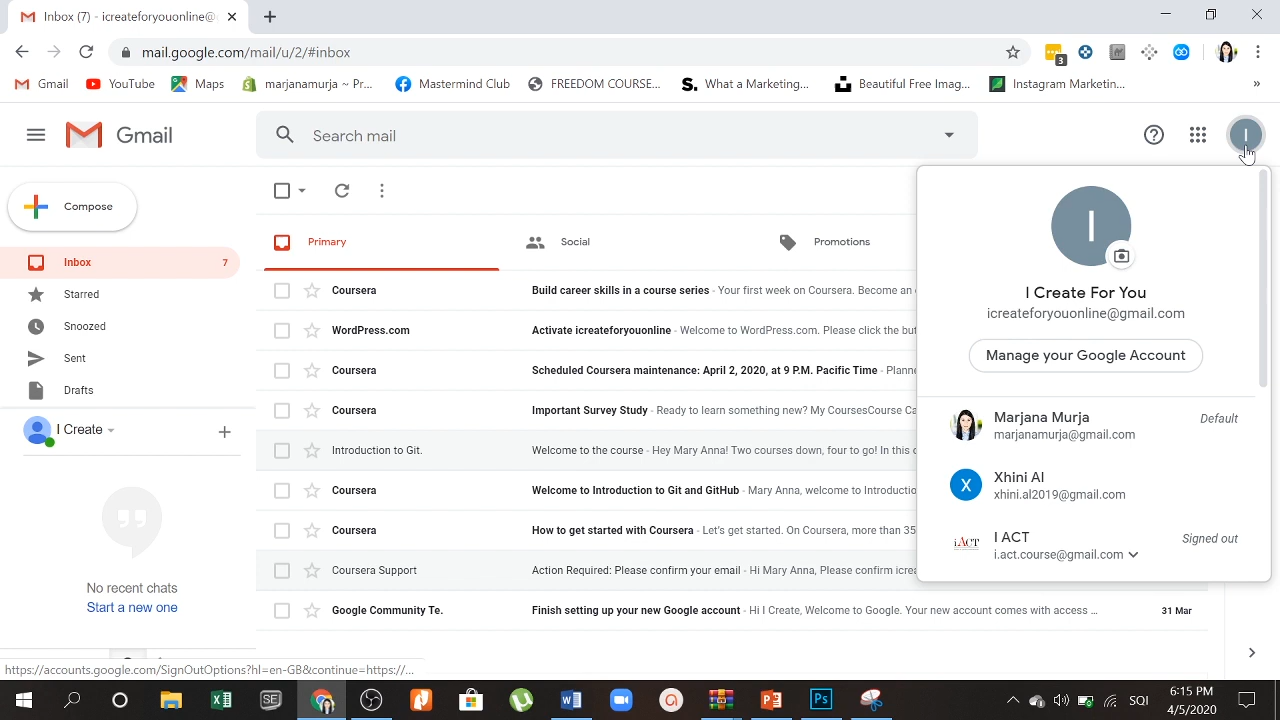 Inbox (7) - icreateforyouonline@
mail.google.com/mail/u/2/#inbox
3
Gmail
YouTube
Maps
marjanamurja ~ Pr...
Mastermind Club
FREEDOM COURSE...
What a Marketing...
Beautiful Free Imag...
Instagram Marketin...
»
Gmail
Search mail
I
Compose
Inbox 7
Starred
Snoozed
Sent
Drafts
I Create
No recent chats
Start a new one
Primary
Social
Promotions
Coursera Build career skills in a course series - Your first week on Coursera. Become an
WordPress.com Activate icreateforyouonline - Welcome to WordPress.com. Please click the but
Coursera Scheduled Coursera maintenance: April 2, 2020, at 9 P.M. Pacific Time - Planne
Coursera Important Survey Study - Ready to learn something new? My CoursesCourse Ca
Introduction to Git. Welcome to the course - Hey Mary Anna! Two courses down, four to go! In this c
Coursera Welcome to Introduction to Git and GitHub - Mary Anna, welcome to Introductio
Coursera How to get started with Coursera - Let's get started. On Coursera, more than 35
Coursera Support Action Required: Please confirm your email - Hi Mary Anna, Please confirm icrea
Google Community Te. Finish setting up your new Google account - Hi I Create, Welcome to Google. Your new account comes with access ... 31 Mar
I
I Create For You
icreateforyouonline@gmail.com
Manage your Google Account
Marjana Murja Default
marjanamurja@gmail.com
X
Xhini Al
xhini.al2019@gmail.com
iACT
I ACT Signed out
i.act.course@gmail.com
https://accounts.google.com/SignOutOptions?hl=en-GB&continue=https://...
SE
SQI
6:15 PM
4/5/2020